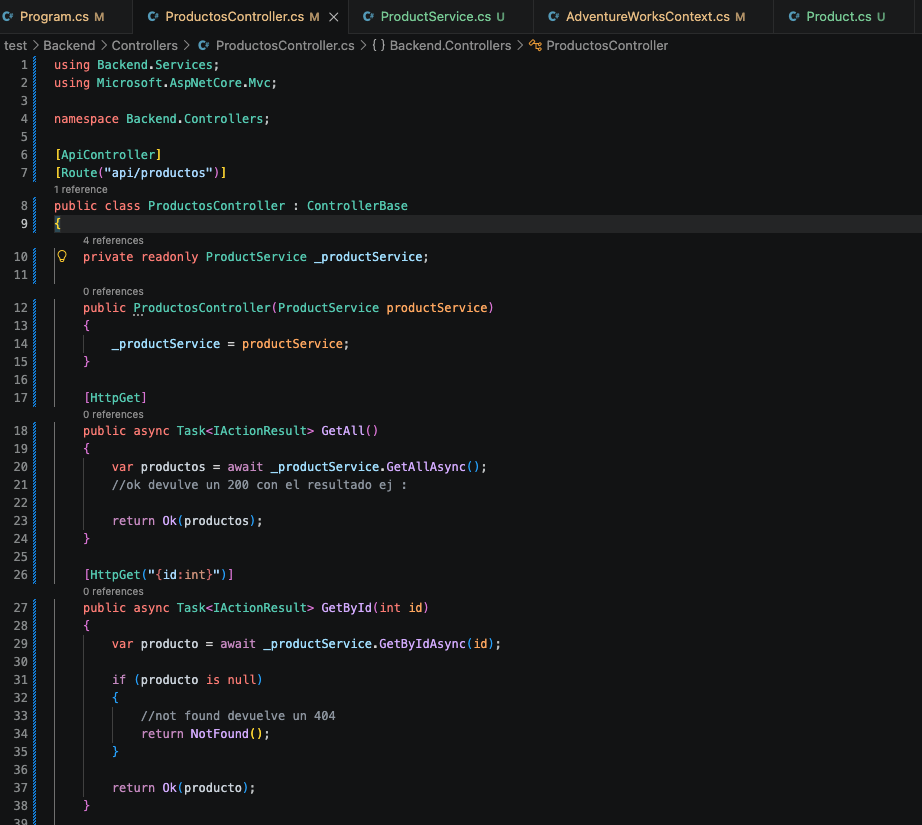 Program.cs M ProductosController.cs M ProductService.cs U AdventureWorksContext.cs M Product.cs U
test > Backend > Controllers > ProductosController.cs > {} Backend.Controllers > ProductosController
1 using Backend.Services;
2 using Microsoft.AspNetCore.Mvc;
3
4 namespace Backend.Controllers;
5
6 [ApiController]
7 [Route("api/productos")]
1 reference
8 public class ProductosController : ControllerBase
9 {
4 references
10 private readonly ProductService _productService;
11
0 references
12 public ProductosController(ProductService productService)
13 {
14 _productService = productService;
15 }
16
17 [HttpGet]
0 references
18 public async Task<IActionResult> GetAll()
19 {
20 var productos = await _productService.GetAllAsync();
21 //ok devulve un 200 con el resultado ej :
22
23 return Ok(productos);
24 }
25
26 [HttpGet("{id:int}")]
0 references
27 public async Task<IActionResult> GetById(int id)
28 {
29 var producto = await _productService.GetByIdAsync(id);
30
31 if (producto is null)
32 {
33 //not found devuelve un 404
34 return NotFound();
35 }
36
37 return Ok(producto);
38 }
39